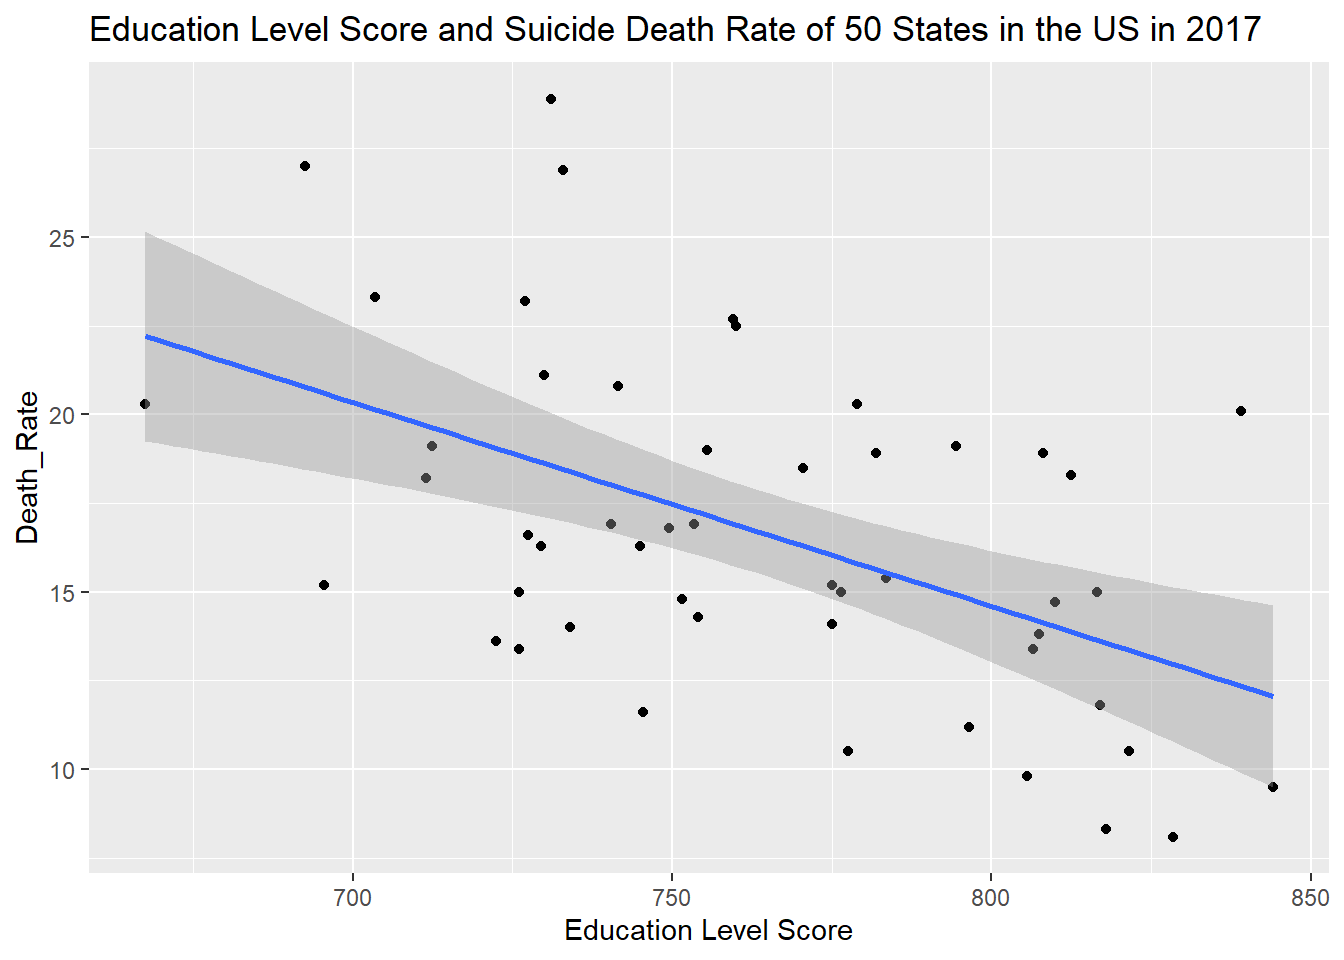 Education Level Score and Suicide Death Rate of 50 States in the US in 2017
Death_Rate
25
20
15
10
700 750 800 850
Education Level Score